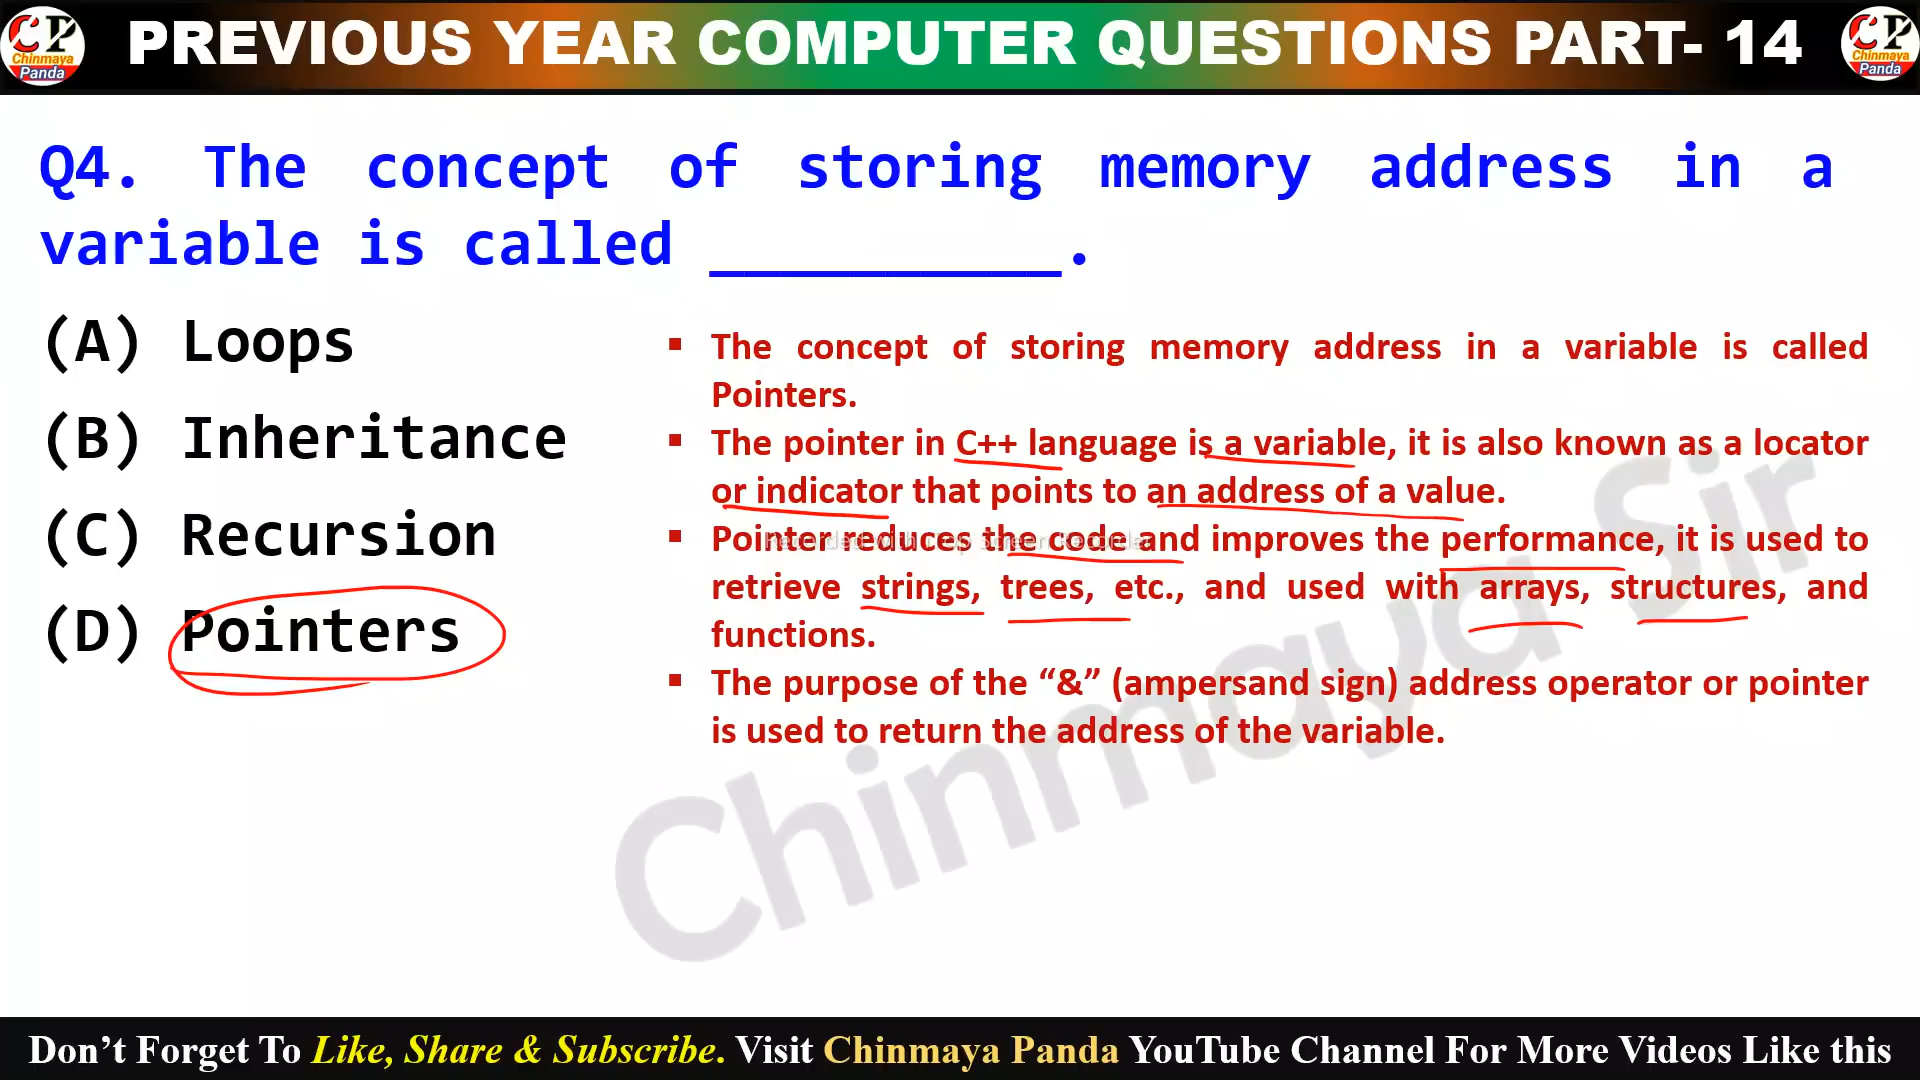 CP
Chinmaya
Panda
PREVIOUS YEAR COMPUTER QUESTIONS PART- 14
CP
Chinmaya
Panda
Q4. The concept of storing memory address in a
variable is called __________.
(A) Loops
(B) Inheritance
(C) Recursion
(D) Pointers
▪ The concept of storing memory address in a variable is called
Pointers.
▪ The pointer in C++ language is a variable, it is also known as a locator
or indicator that points to an address of a value.
▪ Pointer reduces the code and improves the performance, it is used to
retrieve strings, trees, etc., and used with arrays, structures, and
functions.
▪ The purpose of the “&” (ampersand sign) address operator or pointer
is used to return the address of the variable.
Chinmaya Sir
Recorded with Screen Recorder
Don’t Forget To Like, Share & Subscribe. Visit Chinmaya Panda YouTube Channel For More Videos Like this